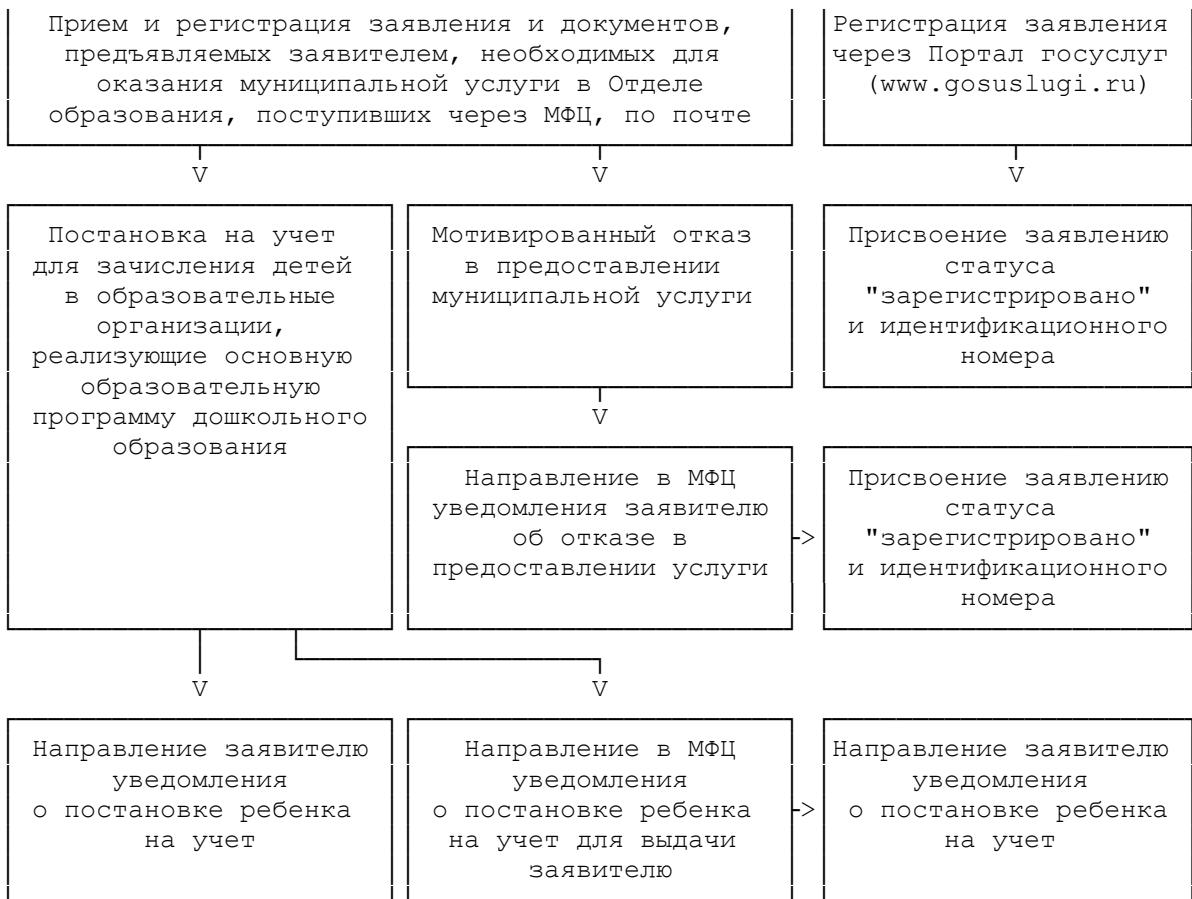 Прием и регистрация заявления и документов,
предъявляемых заявителем, необходимых для
оказания муниципальной услуги в Отделе
образования, поступивших через МФЦ, по почте
Регистрация заявления
через Портал госуслуг
(www.gosuslugi.ru)
V
V
V
Постановка на учет
для зачисления детей
в образовательные
организации,
реализующие основную
образовательную
программу дошкольного
образования
Мотивированный отказ
в предоставлении
муниципальной услуги
Присвоение заявлению
статуса
"зарегистрировано"
и идентификационного
номера
V
Направление в МФЦ
уведомления заявителю
об отказе в
предоставлении услуги
->
Присвоение заявлению
статуса
"зарегистрировано"
и идентификационного
номера
V
V
Направление заявителю
уведомления
о постановке ребенка
на учет
Направление в МФЦ
уведомления
о постановке ребенка
на учет для выдачи
заявителю
->
Направление заявителю
уведомления
о постановке ребенка
на учет